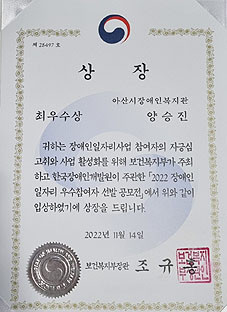 제 28497 호
상 장
아산시장애인복지관
최우수상 양승진
귀하는 장애인일자리사업 참여자의 자긍심
고취와 사업 활성화를 위해 보건복지부가 주최
하고 한국장애인개발원이 주관한 「2022 장애인
일자리 우수참여자 선발 공모전」에서 위와 같이
입상하였기에 상장을 드립니다.
2022년 11월 14일
보건복지부장관 조규홍